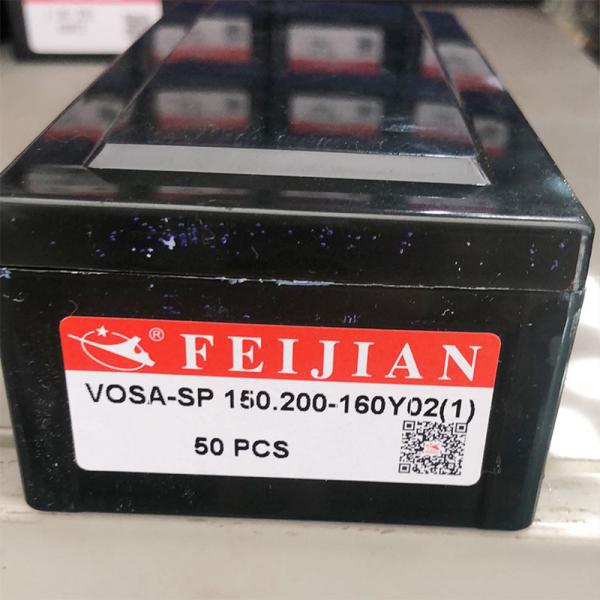 ® FEIJIAN
VOSA-SP 150.200-160Y02(1)
50 PCS